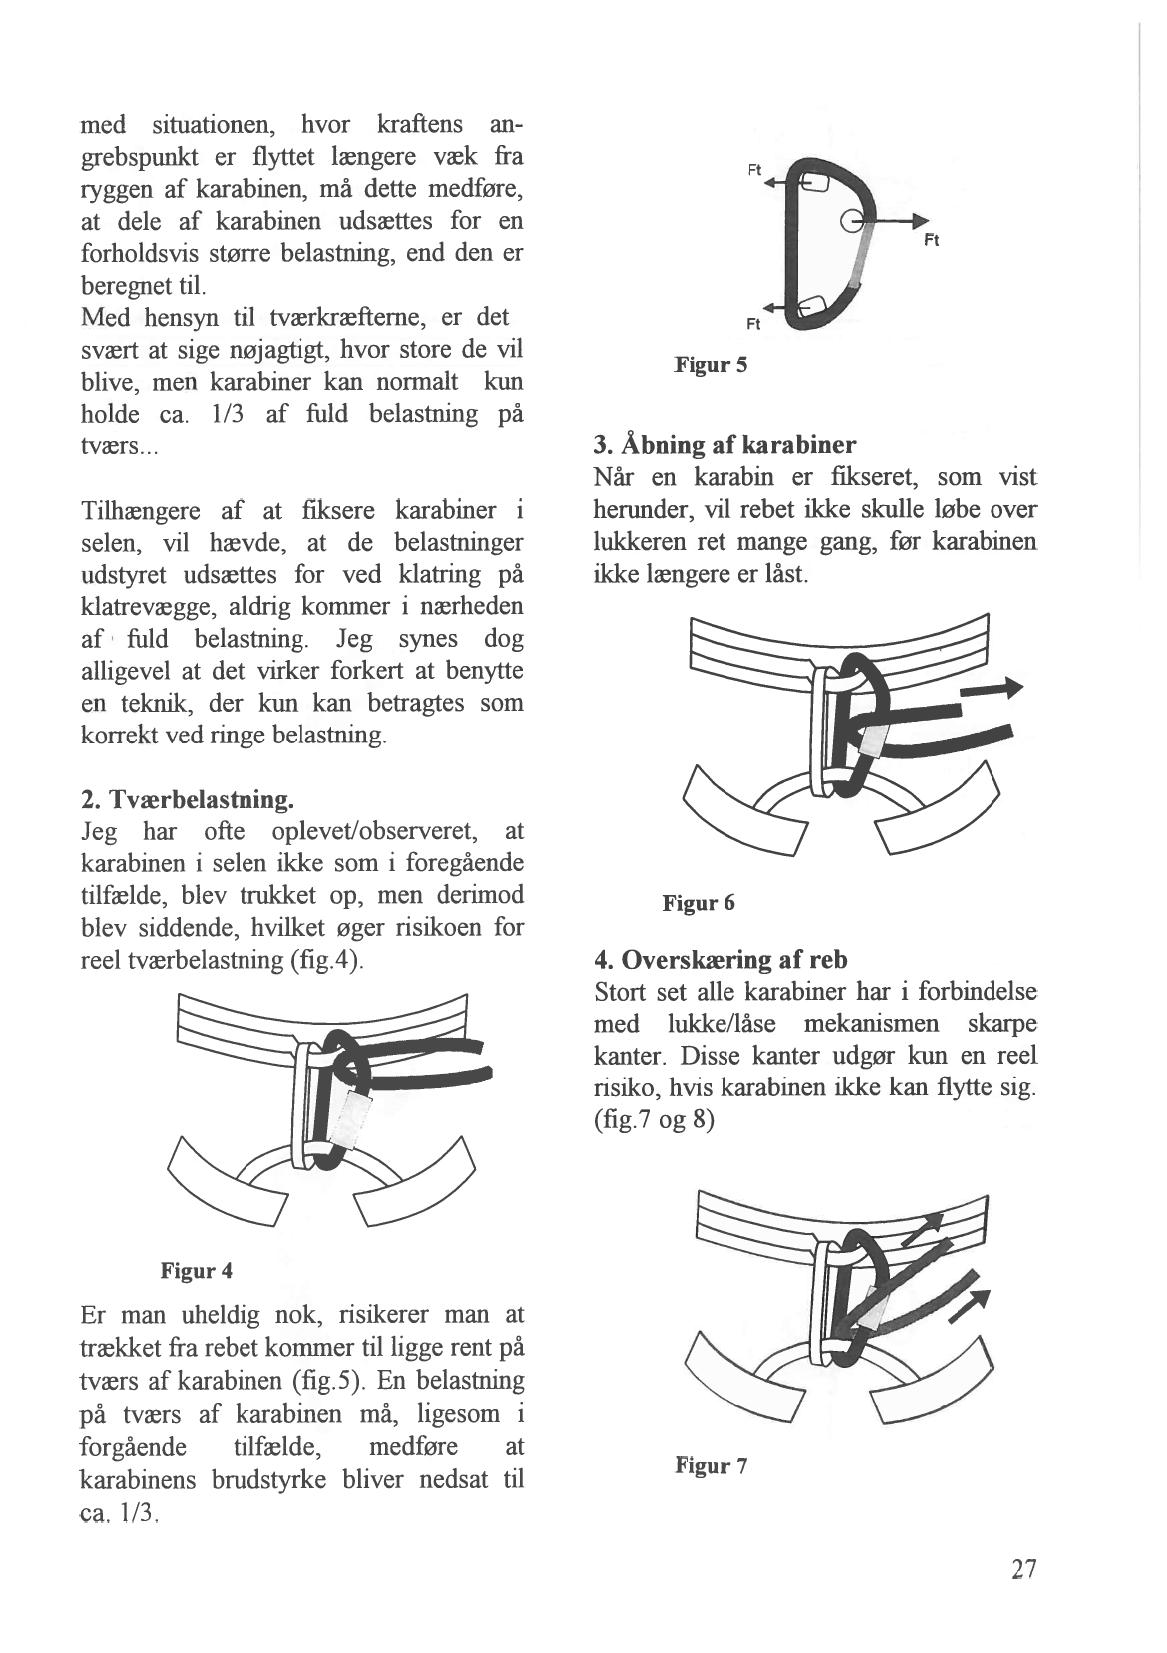 med situationen, hvor kraftens an-
grebspunkt er flyttet længere væk fra
ryggen af karabinen, må dette medføre,
at dele af karabinen udsættes for en
forholdsvis større belastning, end den er
beregnet til.
Med hensyn til tværkræfterne, er det
svært at sige nøjagtigt, hvor store de vil
blive, men karabiner kan normalt kun
holde ca. 1/3 af fuld belastning på
tværs...
Tilhængere af at fiksere karabiner i
selen, vil hævde, at de belastninger
udstyret udsættes for ved klatring på
klatrevægge, aldrig kommer i nærheden
af fuld belastning. Jeg synes dog
alligevel at det virker forkert at benytte
en teknik, der kun kan betragtes som
korrekt ved ringe belastning.
2. Tværbelastning.
Jeg har ofte oplevet/observeret, at
karabinen i selen ikke som i foregående
tilfælde, blev trukket op, men derimod
blev siddende, hvilket øger risikoen for
reel tværbelastning (fig.4).
Figur 4
Er man uheldig nok, risikerer man at
trækket fra rebet kommer til ligge rent på
tværs af karabinen (fig.5). En belastning
på tværs af karabinen må, ligesom i
forgående tilfælde, medføre at
karabinens brudstyrke bliver nedsat til
ca. 1/3.
Ft
Ft
Ft
Figur 5
3. Åbning af karabiner
Når en karabin er fikseret, som vist
herunder, vil rebet ikke skulle løbe over
lukkeren ret mange gang, før karabinen
ikke længere er låst.
Figur 6
4. Overskæring af reb
Stort set alle karabiner har i forbindelse
med lukke/låse mekanismen skarpe
kanter. Disse kanter udgør kun en reel
risiko, hvis karabinen ikke kan flytte sig.
(fig.7 og 8)
Figur 7
27